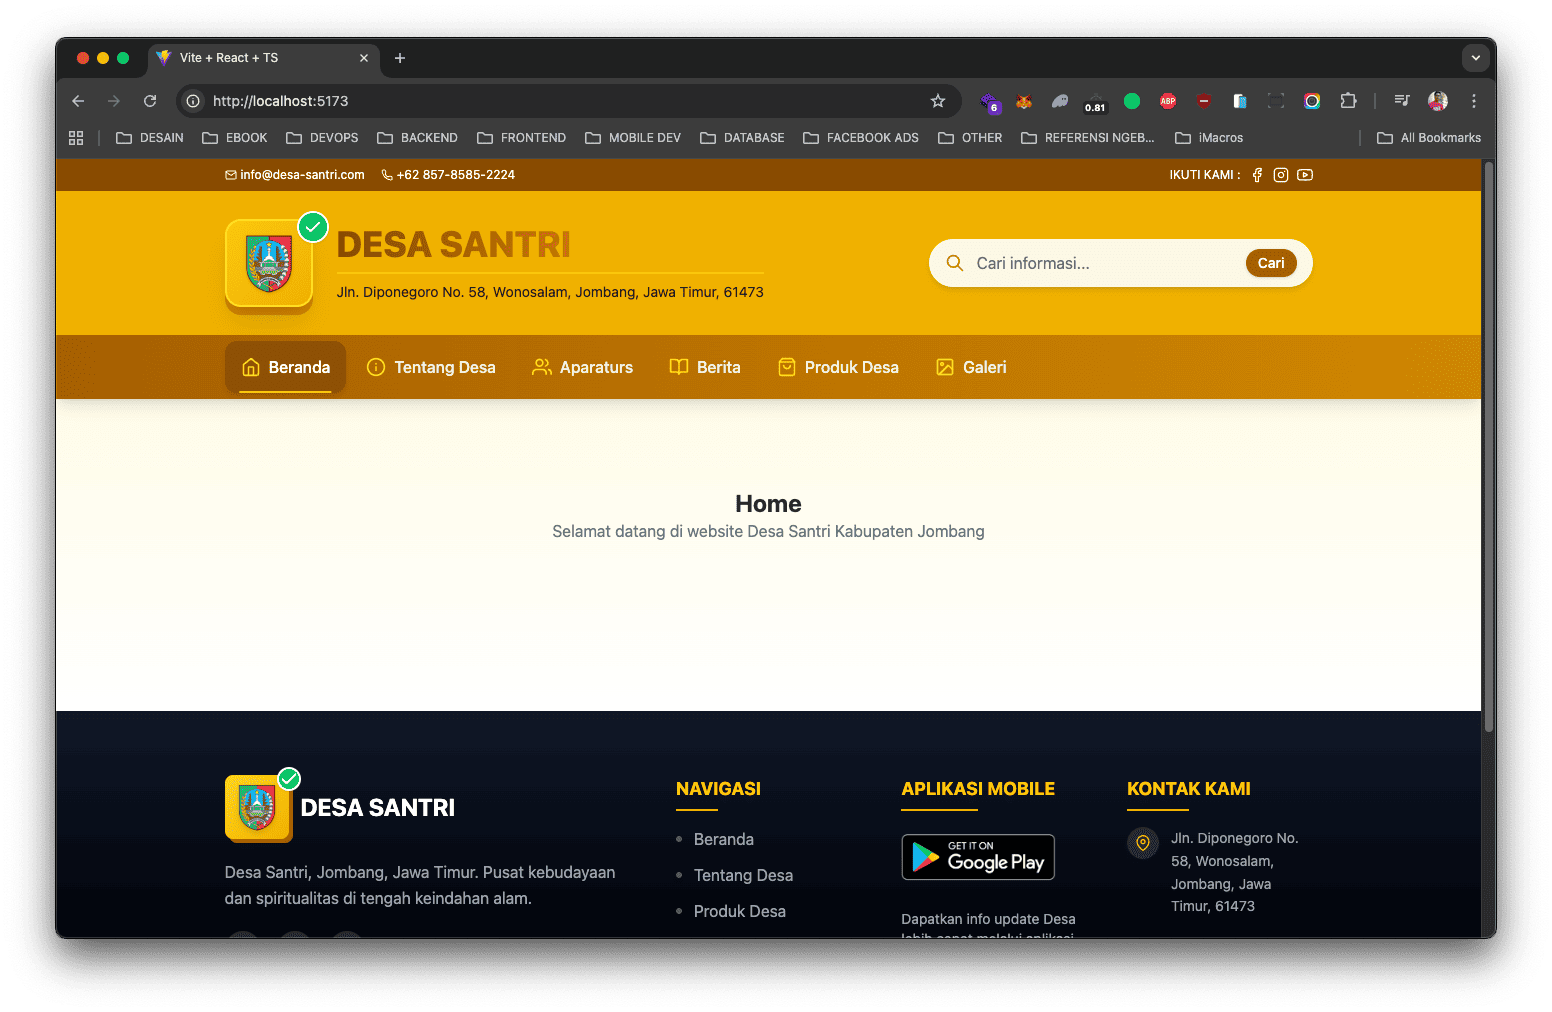 Vite + React + TS
http://localhost:5173
6
0.81
ABP
DESAIN
EBOOK
DEVOPS
BACKEND
FRONTEND
MOBILE DEV
DATABASE
FACEBOOK ADS
OTHER
REFERENSI NGEB...
iMacros
All Bookmarks
info@desa-santri.com
+62 857-8585-2224
IKUTI KAMI :
DESA SANTRI
Jln. Diponegoro No. 58, Wonosalam, Jombang, Jawa Timur, 61473
Cari informasi...
Cari
Beranda
Tentang Desa
Aparaturs
Berita
Produk Desa
Galeri
Home
Selamat datang di website Desa Santri Kabupaten Jombang
DESA SANTRI
Desa Santri, Jombang, Jawa Timur. Pusat kebudayaan
dan spiritualitas di tengah keindahan alam.
NAVIGASI
Beranda
Tentang Desa
Produk Desa
APLIKASI MOBILE
GET IT ON
Google Play
Dapatkan info update Desa
lebih cepat melalui aplikasi
KONTAK KAMI
Jln. Diponegoro No.
58, Wonosalam,
Jombang, Jawa
Timur, 61473